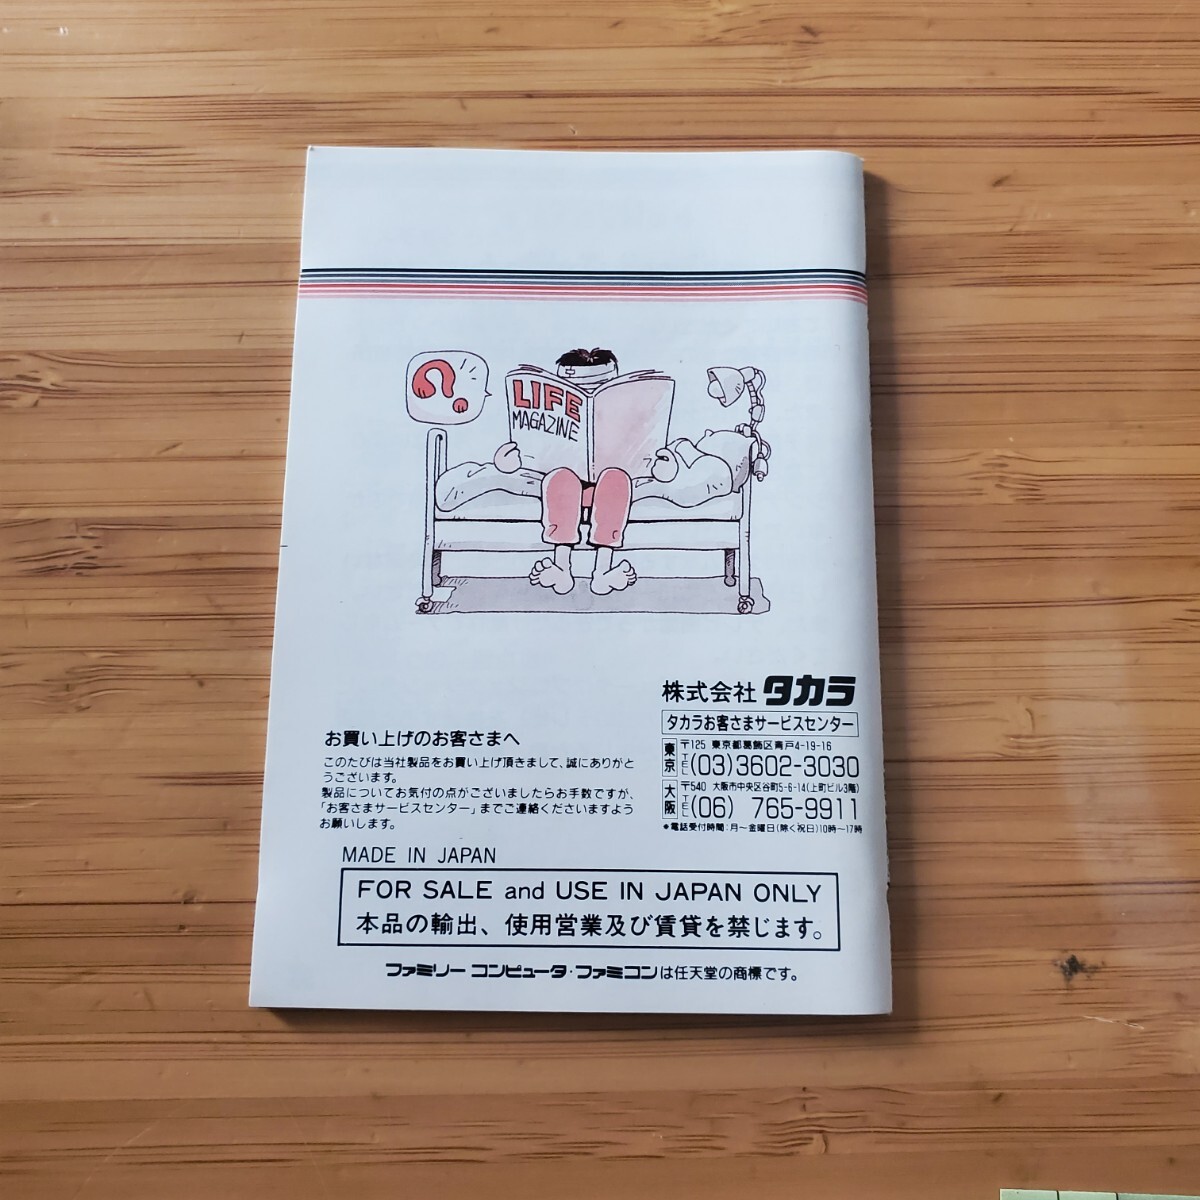 LIFE
MAGAZINE
株式会社 タカラ
タカラお客さまサービスセンター
東京 〒125 東京都葛飾区青戸4-19-16
TEL (03)3602-3030
大阪 〒540 大阪市中央区谷町5-6-14(上町ビル3階)
TEL (06) 765-9911
*電話受付時間:月〜金曜日(除く祝日)10時〜17時
お買い上げのお客さまへ
このたびは当社製品をお買い上げ頂きまして、誠にありがと
うございます。
製品についてお気付の点がございましたらお手数ですが、
「お客さまサービスセンター」までご連絡くださいますよう
お願いします。
MADE IN JAPAN
FOR SALE and USE IN JAPAN ONLY
本品の輸出、使用営業及び賃貸を禁じます。
ファミリー コンピュータ・ファミコンは任天堂の商標です。